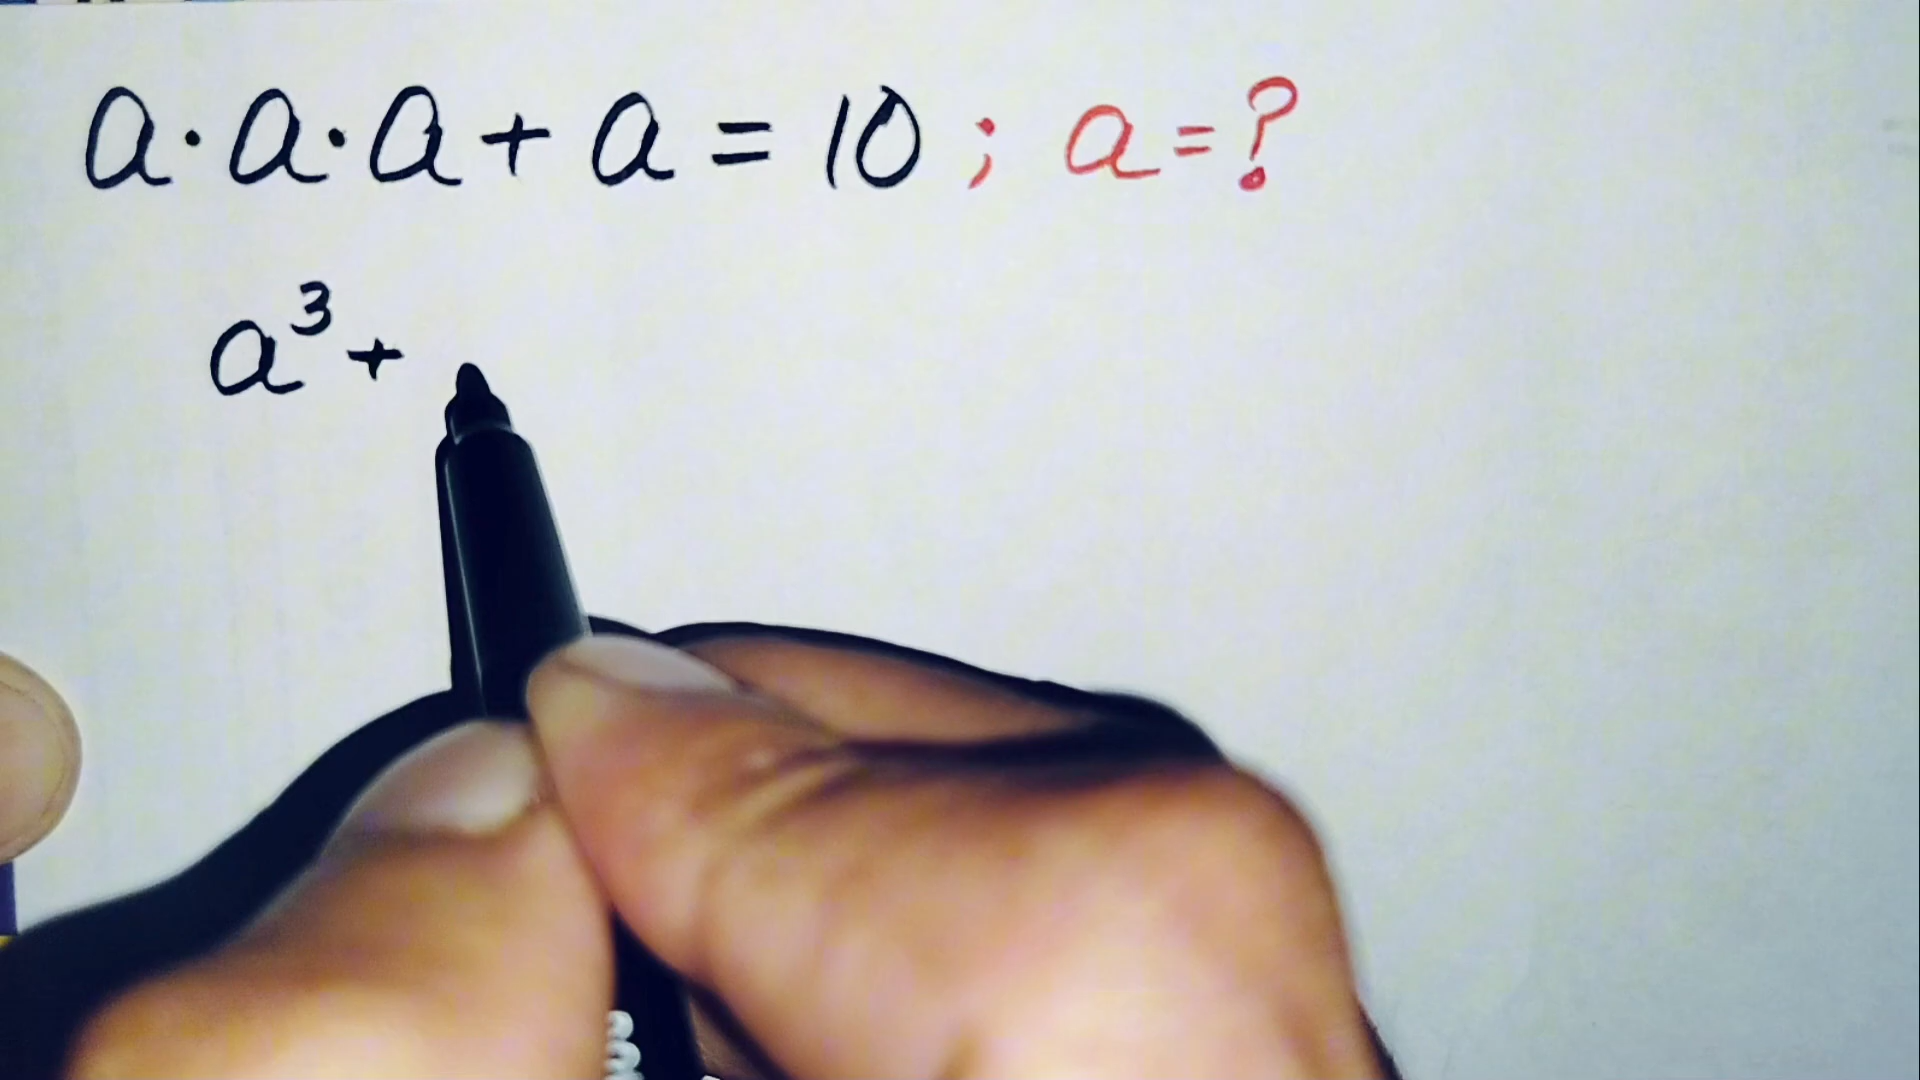 a·a·a + a = 10 ; a = ?
a³ +